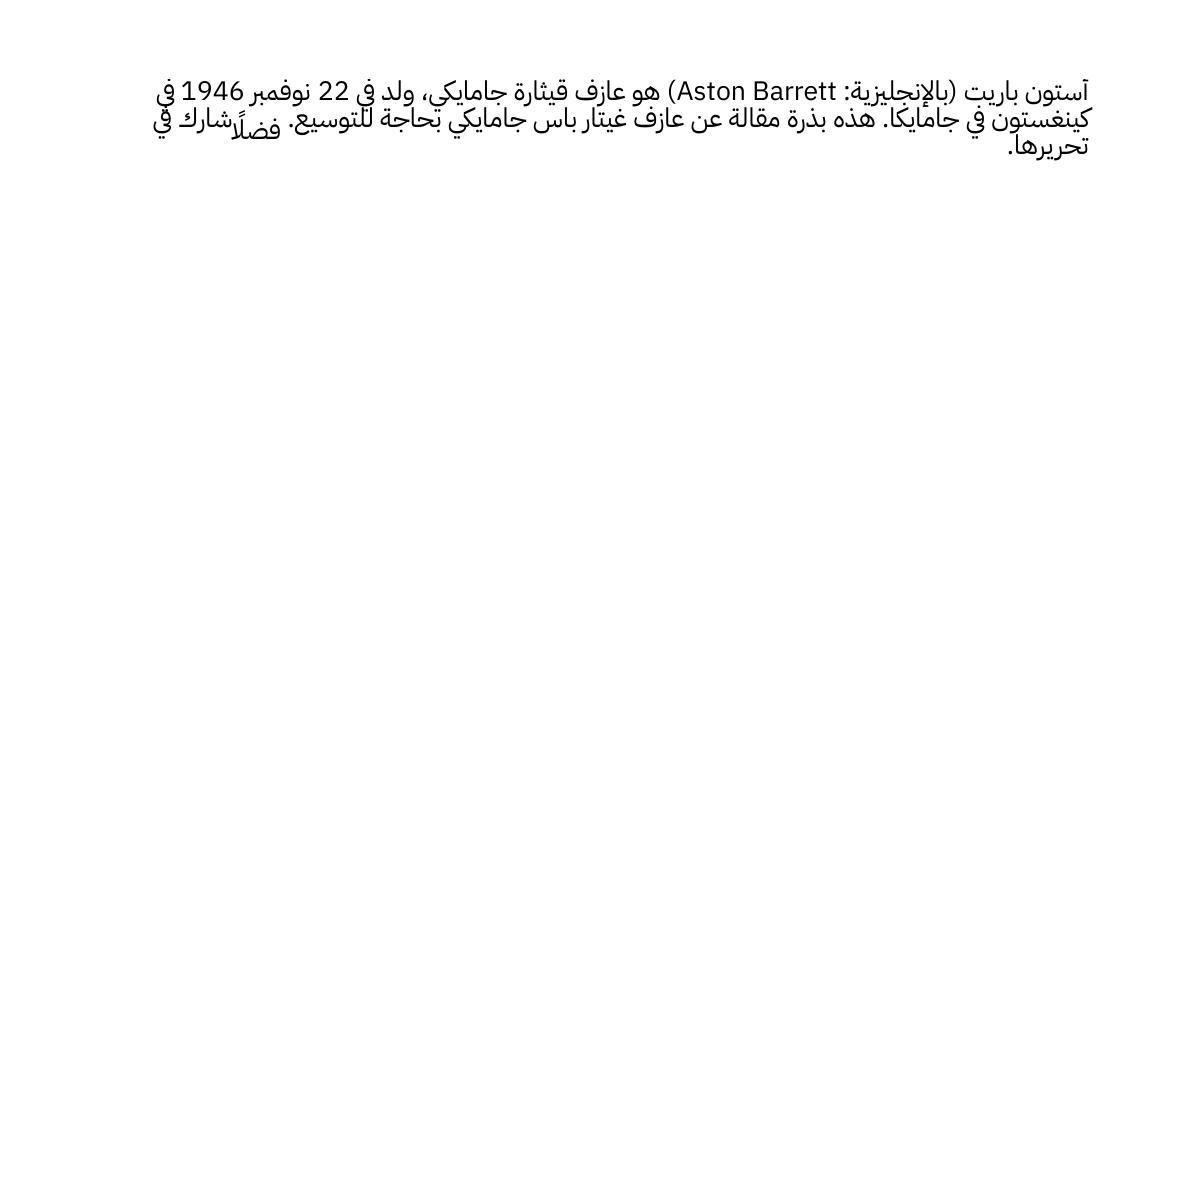 آستون باريت (بالإنجليزية: Aston Barrett) هو عازف قيثارة جامايكي، ولد في 22 نوفمبر 1946 في
كينغستون في جامايكا. هذه بذرة مقالة عن عازف غيتار باس جامايكي بحاجة للتوسيع. فضلًا شارك في
تحريرها.